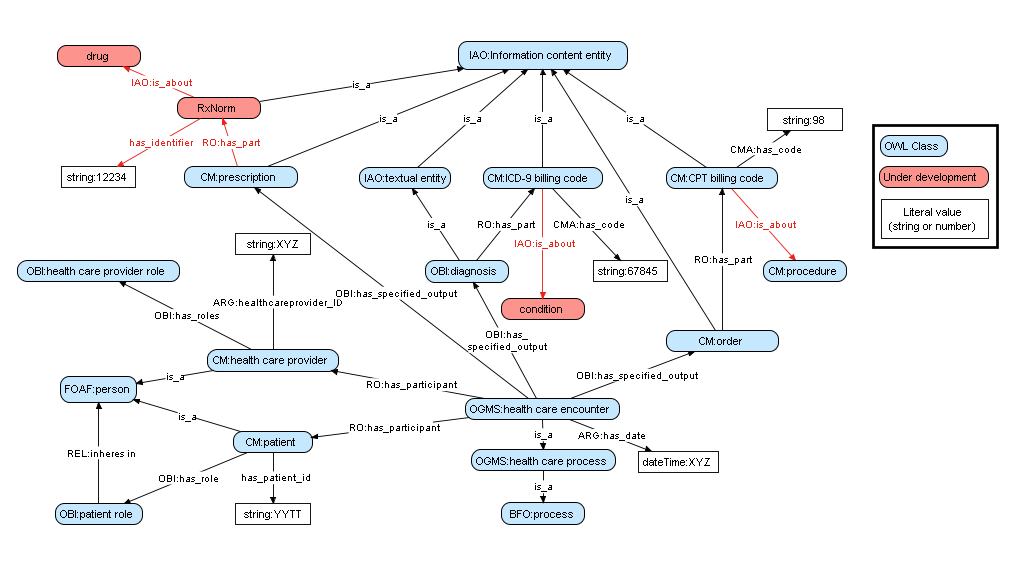 IAO:Information content entity
drug
IAO:is_about
is_a
RxNorm
string:98
has_identifier
RO:has_part
is_a
is_a
is_a
is_a
CMA:has_code
OWL Class
string:12234
CM:prescription
IAO:textual entity
CM:ICD-9 billing code
CM:CPT billing code
Under development
is_a
Literal value
(string or number)
is_a
RO:has_part
CMA:has_code
IAO:is_about
string:XYZ
IAO:is_about
RO:has_part
OBI:health care provider role
OBI:diagnosis
string:67845
CM:procedure
OBI:has_specified_output
ARG:healthcareprovider_ID
condition
OBI:has_roles
OBI:has_
specified_output
CM:order
CM:health care provider
is_a
OBI:has_specified_output
RO:has_participant
FOAF:person
OGMS:health care encounter
is_a
RO:has_participant
is_a
ARG:has_date
CM:patient
REL:inheres in
OGMS:health care process
dateTime:XYZ
OBI:has_role
has_patient_id
is_a
OBI:patient role
string:YYTT
BFO:process